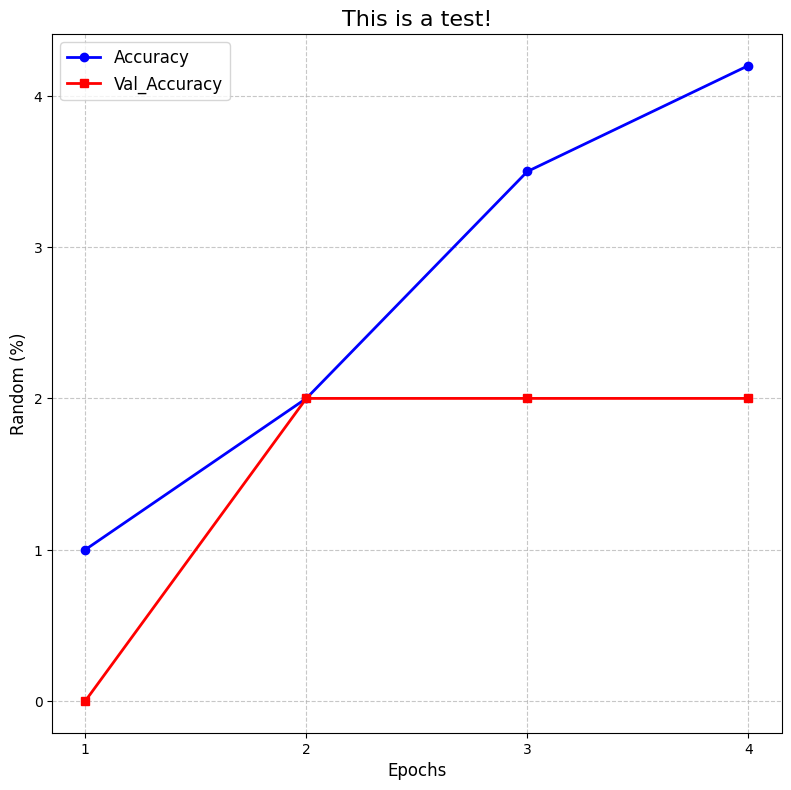 This is a test!
Accuracy
Val_Accuracy
4
3
2
1
0
Random (%)
1 2 3 4
Epochs